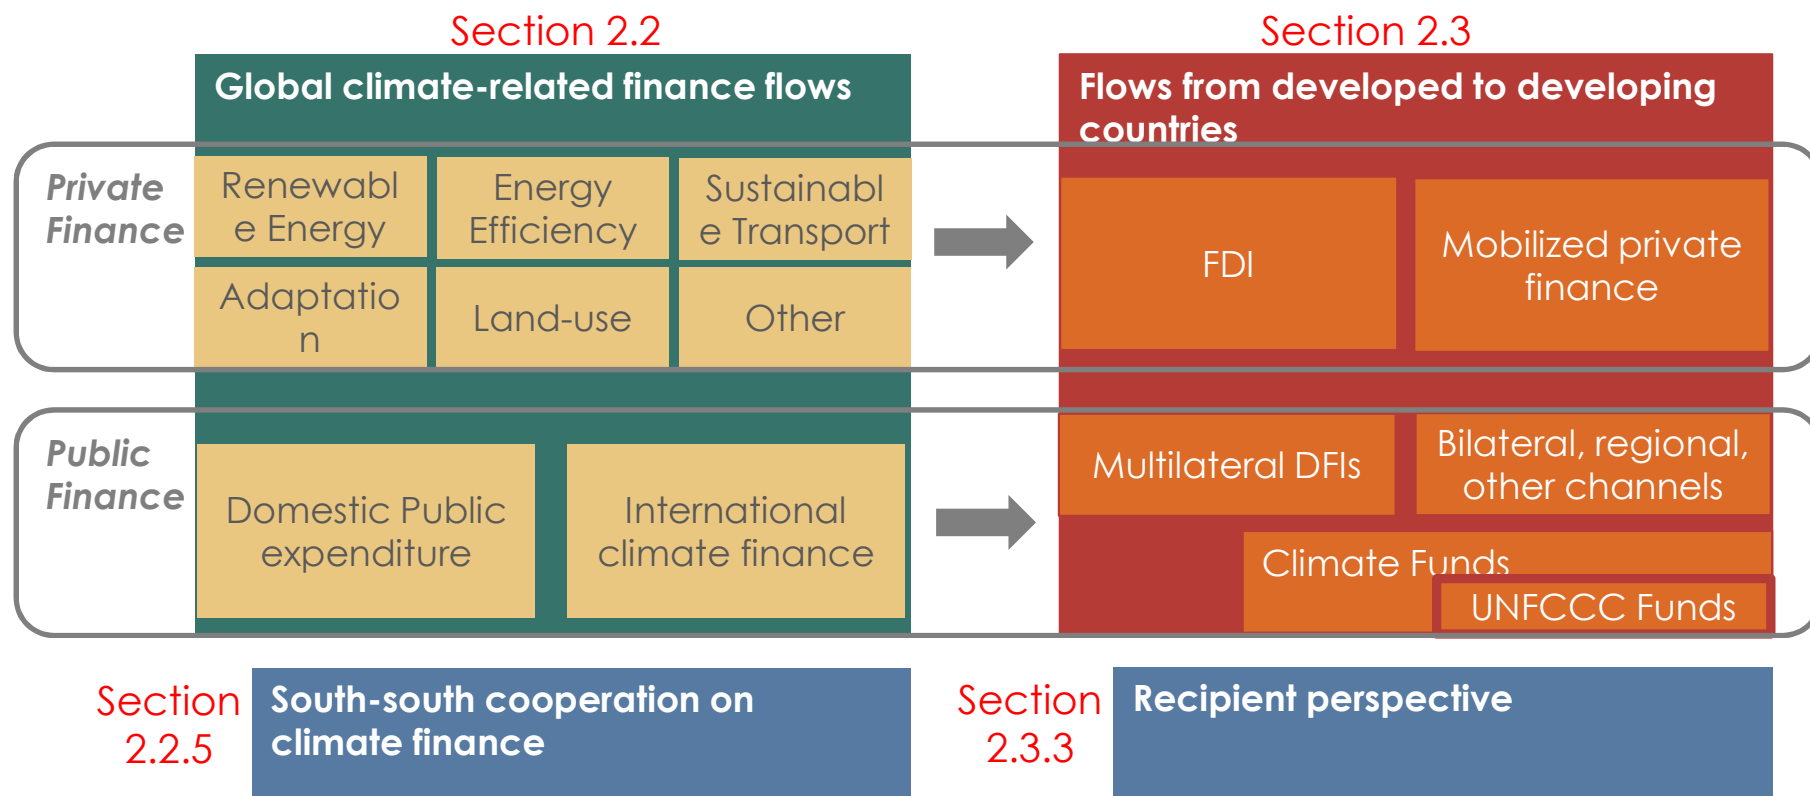 Section 2.2
Global climate-related finance flows
Private
Finance
Renewabl
e Energy
Energy
Efficiency
Sustainabl
e Transport
Adaptatio
n
Land-use
Other
Public
Finance
Domestic Public
expenditure
International
climate finance
Section 2.3
Flows from developed to developing
countries
FDI
Mobilized private
finance
Multilateral DFIs
Bilateral, regional,
other channels
Climate Funds
UNFCCC Funds
Section
2.2.5
South-south cooperation on
climate finance
Section
2.3.3
Recipient perspective